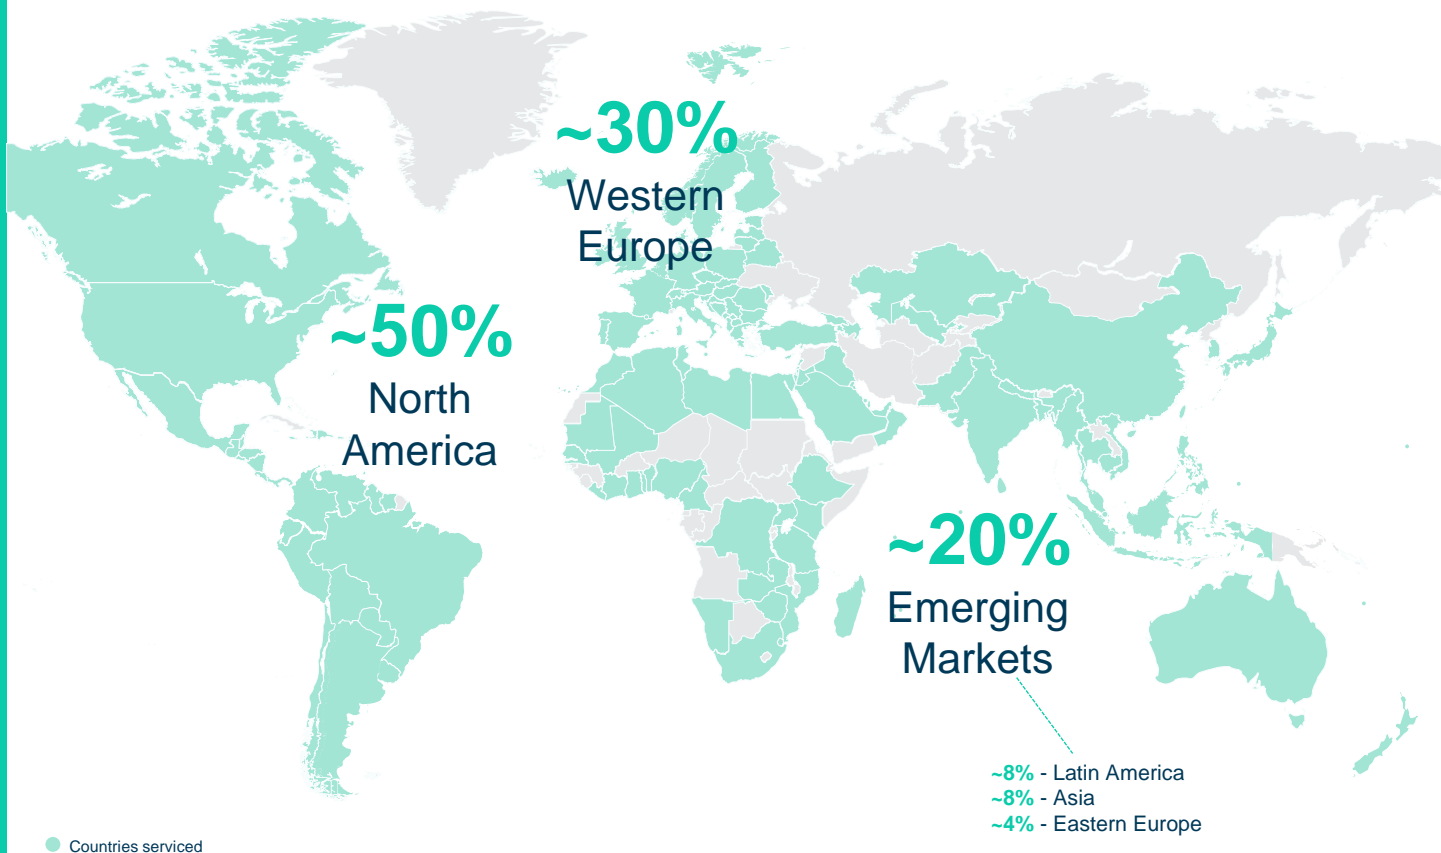 ~30%
Western
Europe
~50%
North
America
~20%
Emerging
Markets
~8% - Latin America
~8% - Asia
~4% - Eastern Europe
Countries serviced